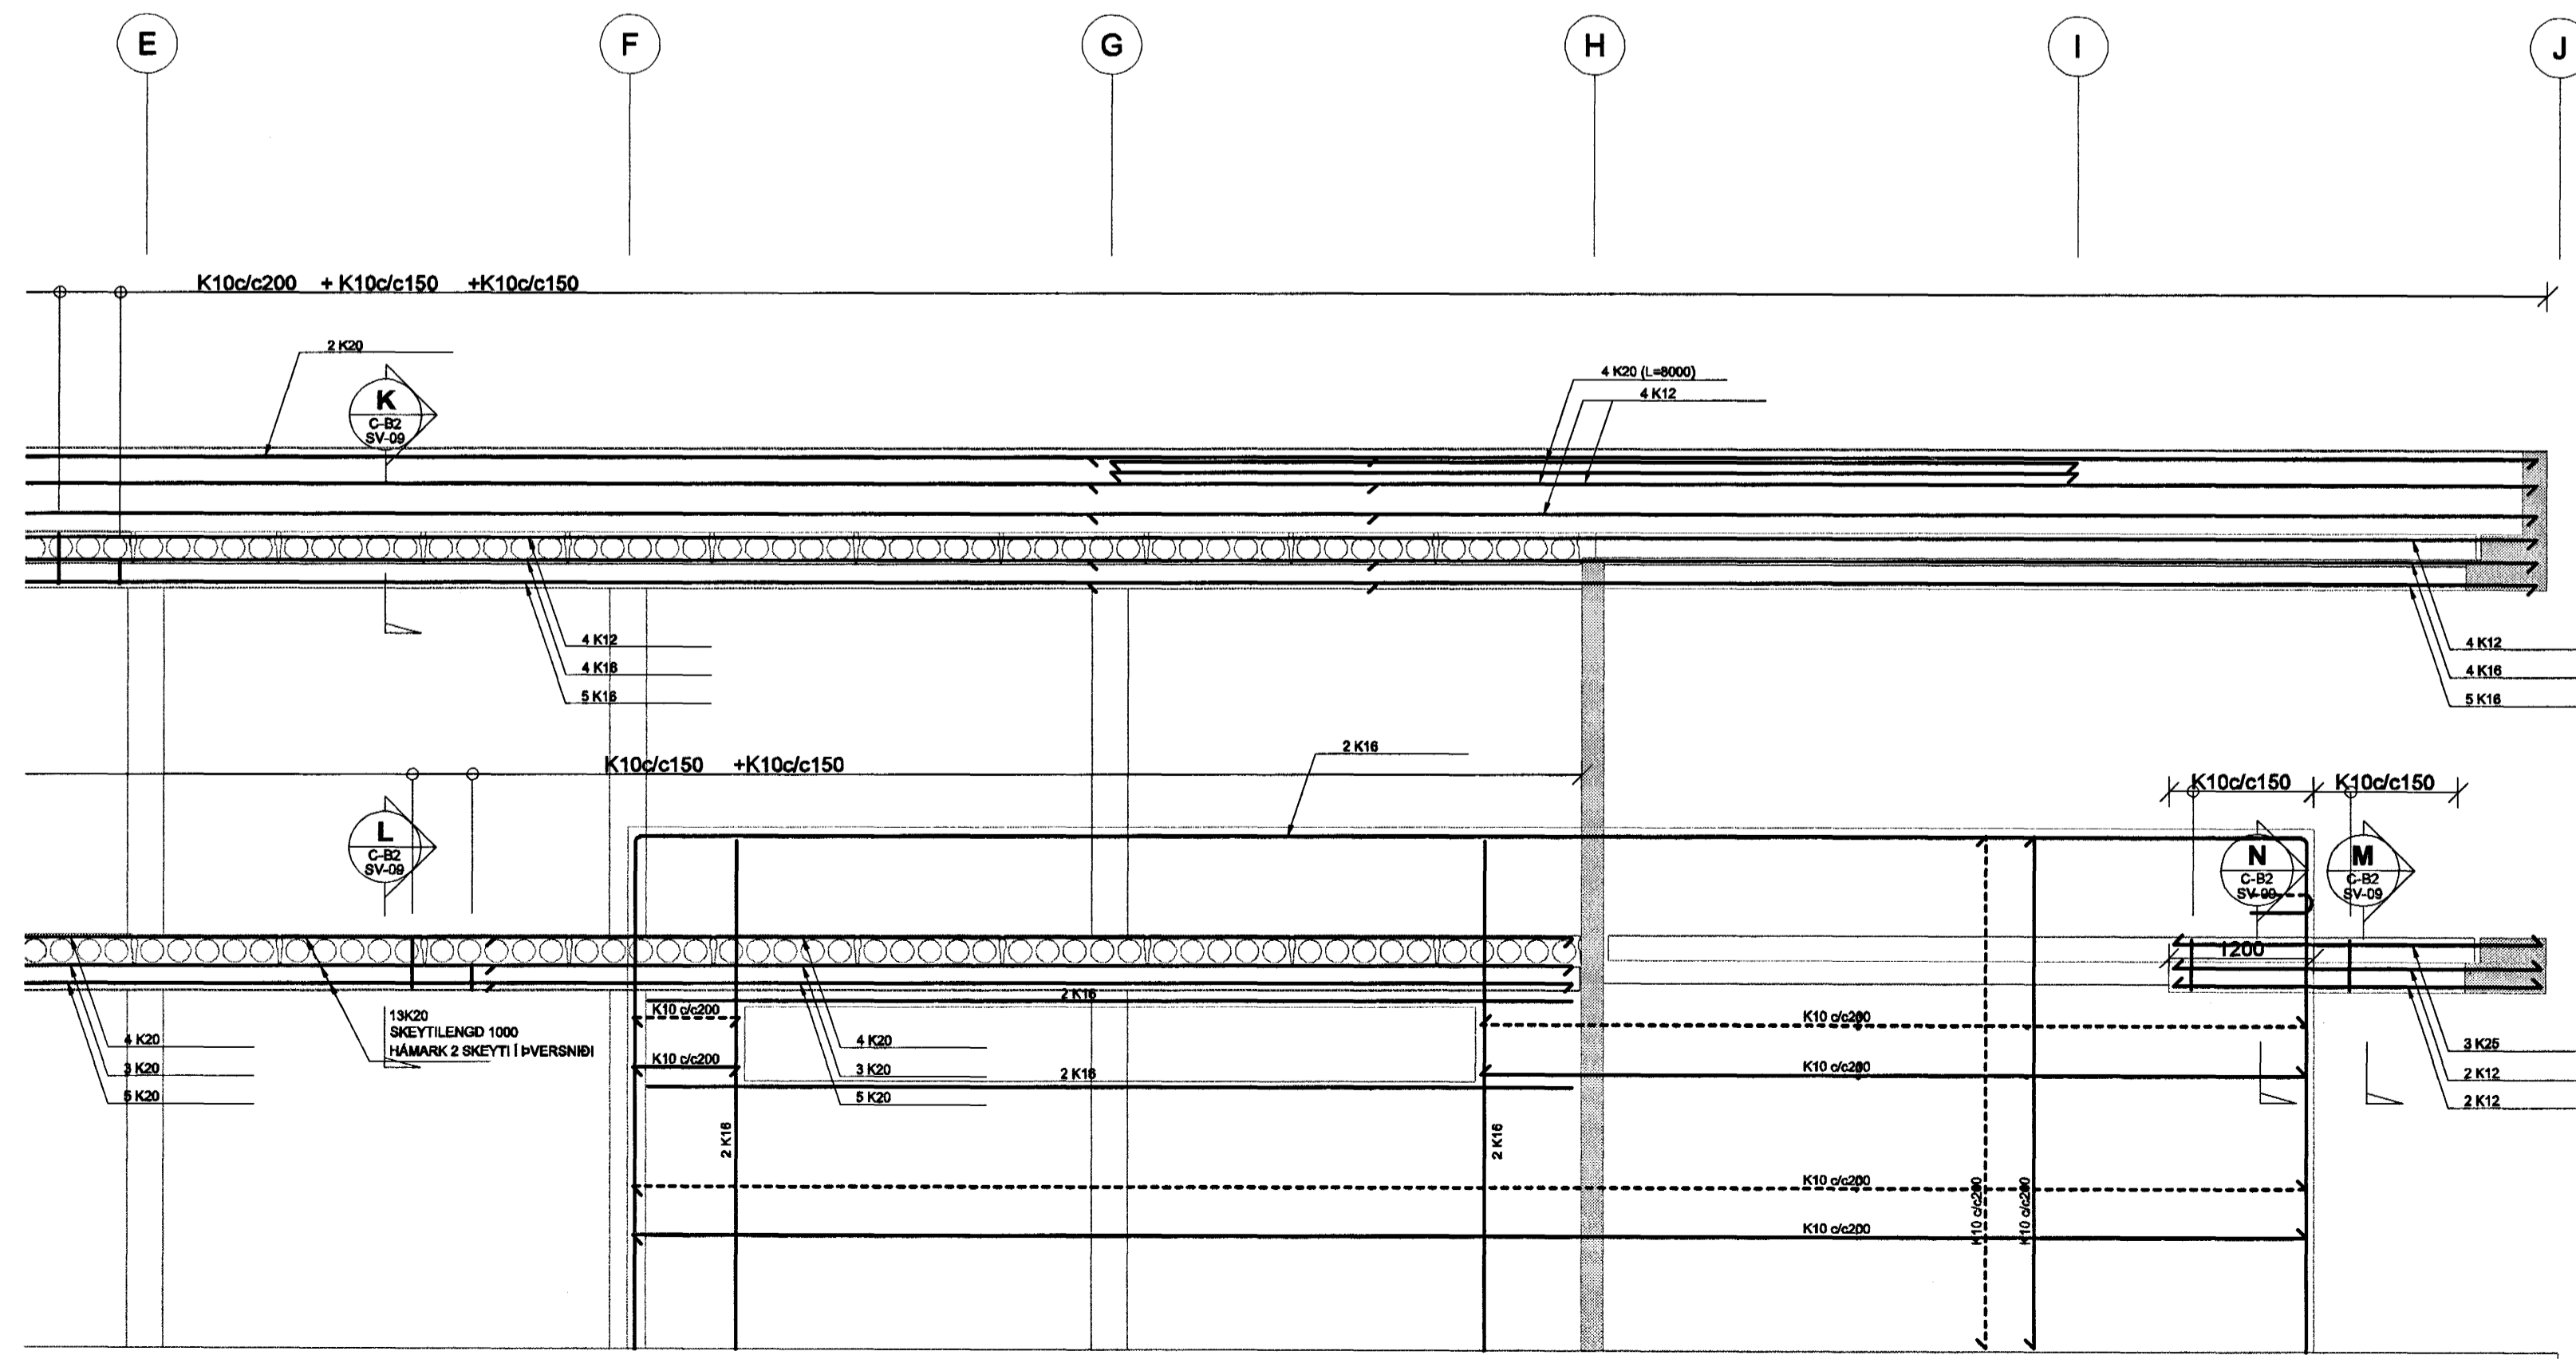 E
F
G
H
I
J
K10c/c200 + K10c/c150 +K10c/c150
2 K20
K
C-B2
SV-09
4 K20 (L=8000)
4 K12
4 K12
4 K16
5 K16
4 K12
4 K16
5 K16
K10c/c150 +K10c/c150
2 K16
K10c/c150
K10c/c150
L
C-B2
SV-09
N
C-B2
SV-09
M
C-B2
SV-09
1200
2 K16
K10 c/c200
K10 c/c200
13K20
SKEYTILENGD 1000
HÁMARK 2 SKEYTI Í ÞVERSNIÐI
4 K20
3 K20
5 K20
K10 c/c200
2 K16
K10 c/c200
4 K20
3 K20
5 K20
3 K25
2 K12
2 K12
2 K16
2 K16
K10 c/c200
K10 c/c200
K10 c/c200
K10 c/c200